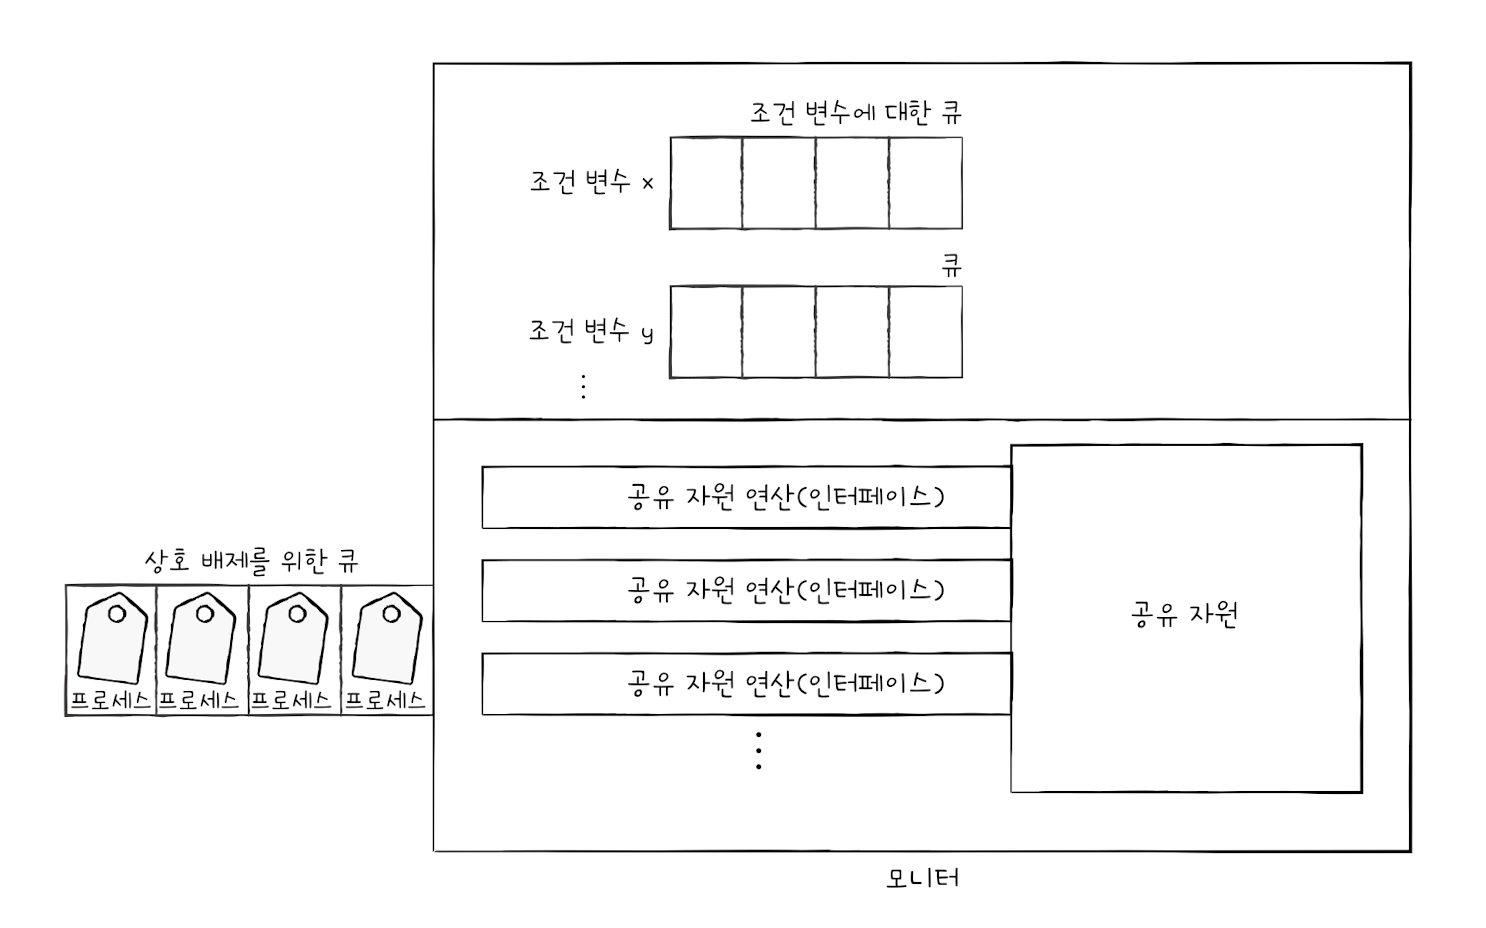 조건 변수에 대한 큐
조건 변수 x
큐
조건 변수 y
⋮
공유 자원 연산(인터페이스)
공유 자원 연산(인터페이스)
공유 자원 연산(인터페이스)
⋮
공유 자원
상호 배제를 위한 큐
프로세스 프로세스 프로세스 프로세스
모니터